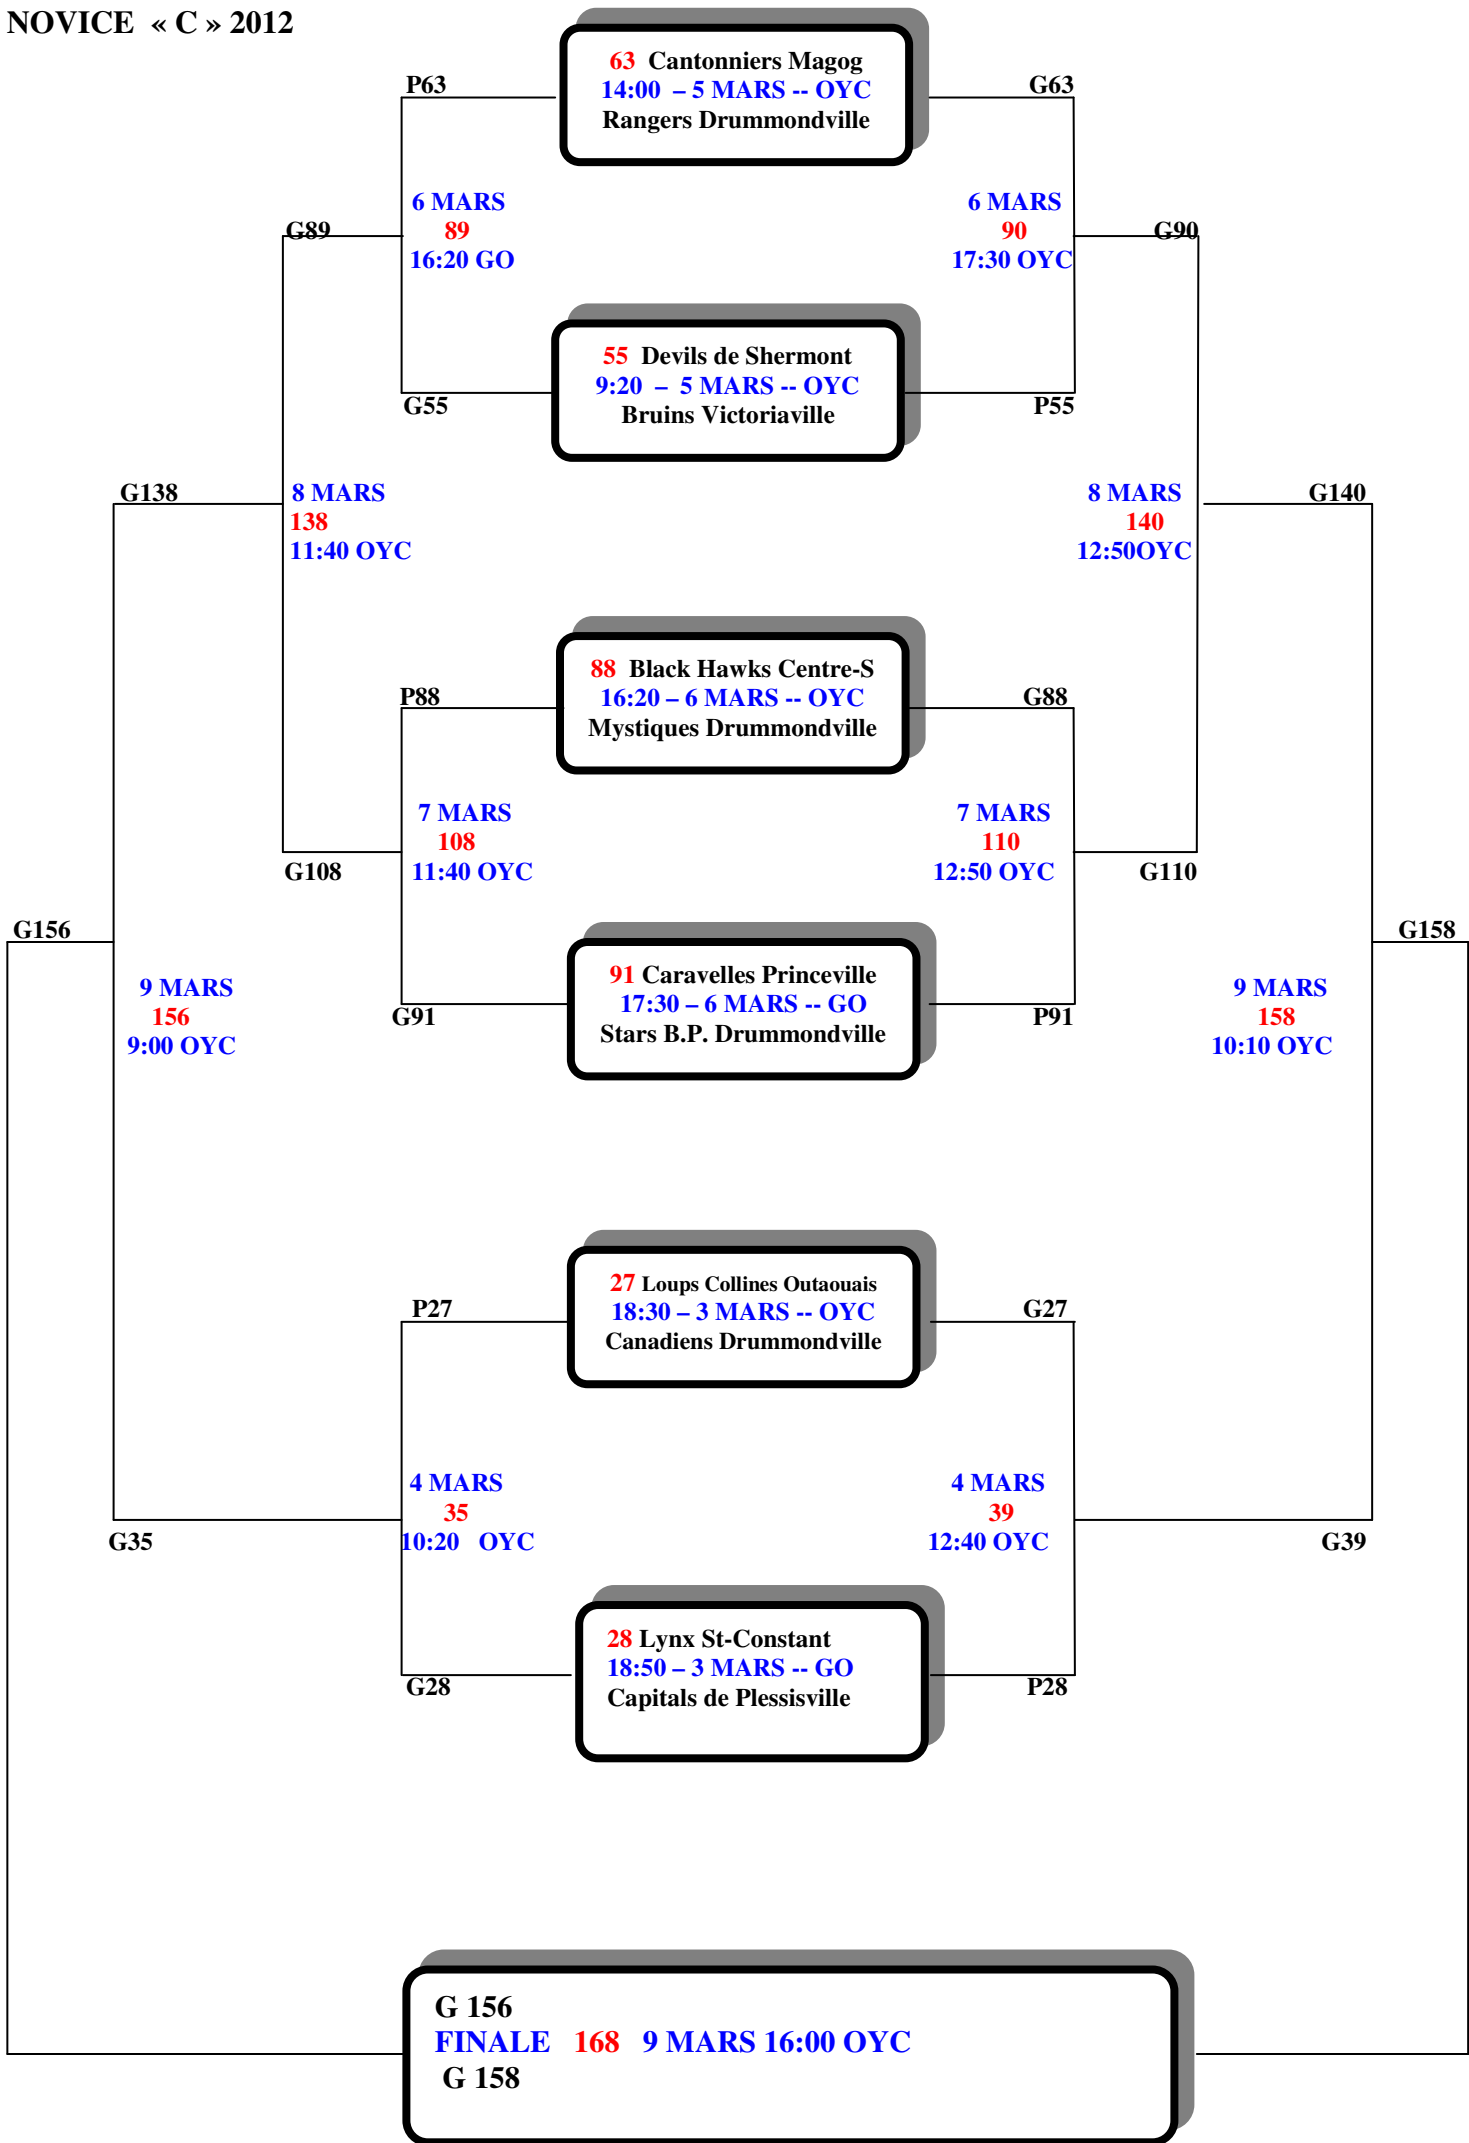 NOVICE « C » 2012
63 Cantonniers Magog
14:00 – 5 MARS -- OYC
Rangers Drummondville
P63
G63
6 MARS
89
16:20 GO
6 MARS
90
17:30 OYC
G89
G90
55 Devils de Shermont
9:20 – 5 MARS -- OYC
Bruins Victoriaville
G55
P55
G138
8 MARS
138
11:40 OYC
8 MARS
140
12:50OYC
G140
88 Black Hawks Centre-S
16:20 – 6 MARS -- OYC
Mystiques Drummondville
P88
G88
7 MARS
108
11:40 OYC
7 MARS
110
12:50 OYC
G108
G110
G156
G158
91 Caravelles Princeville
17:30 – 6 MARS -- GO
Stars B.P. Drummondville
G91
P91
9 MARS
156
9:00 OYC
9 MARS
158
10:10 OYC
27 Loups Collines Outaouais
18:30 – 3 MARS -- OYC
Canadiens Drummondville
P27
G27
4 MARS
35
10:20 OYC
4 MARS
39
12:40 OYC
G35
G39
28 Lynx St-Constant
18:50 – 3 MARS -- GO
Capitals de Plessisville
G28
P28
G 156
FINALE 168 9 MARS 16:00 OYC
G 158